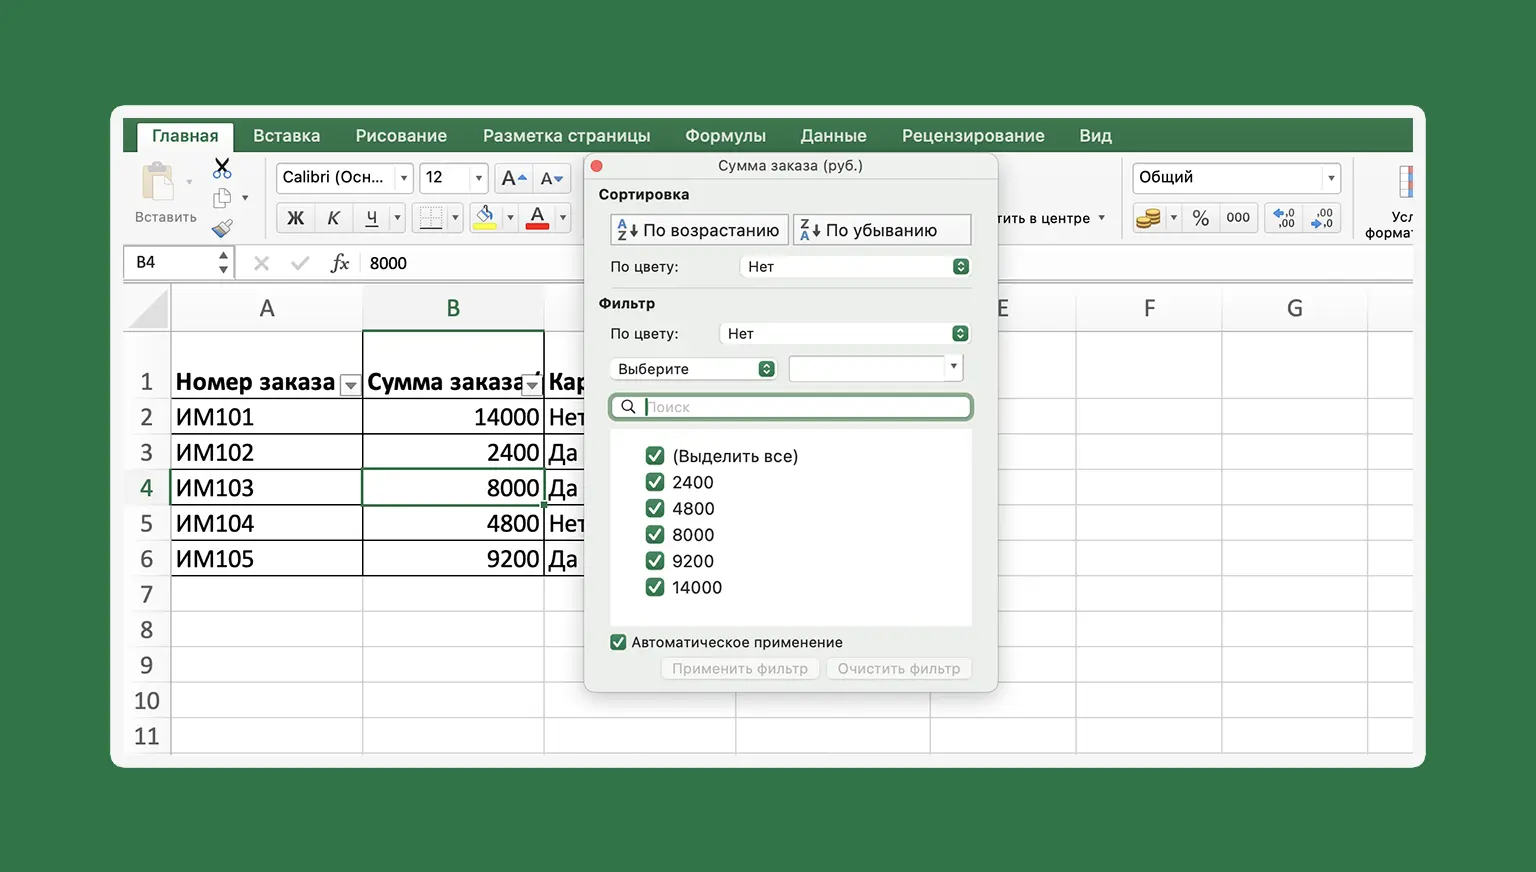 Главная Вставка Рисование Разметка страницы Формулы Данные Рецензирование Вид
Вставить
Calibri (Осн... 12 A A
Ж К Ч A
тить в центре
Общий
% 000 ,0 ,00 ,00 ,0
Усл
формат
B4 fx 8000
A B E F G
1 Номер заказа Сумма заказа Кар
2 ИМ101 14000 Нет
3 ИМ102 2400 Да
4 ИМ103 8000 Да
5 ИМ104 4800 Нет
6 ИМ105 9200 Да
7
8
9
10
11
Сумма заказа (руб.)
Сортировка
А Z По возрастанию Z А По убыванию
По цвету: Нет
Фильтр
По цвету: Нет
Выберите
Поиск
(Выделить все)
2400
4800
8000
9200
14000
Автоматическое применение
Применить фильтр Очистить фильтр